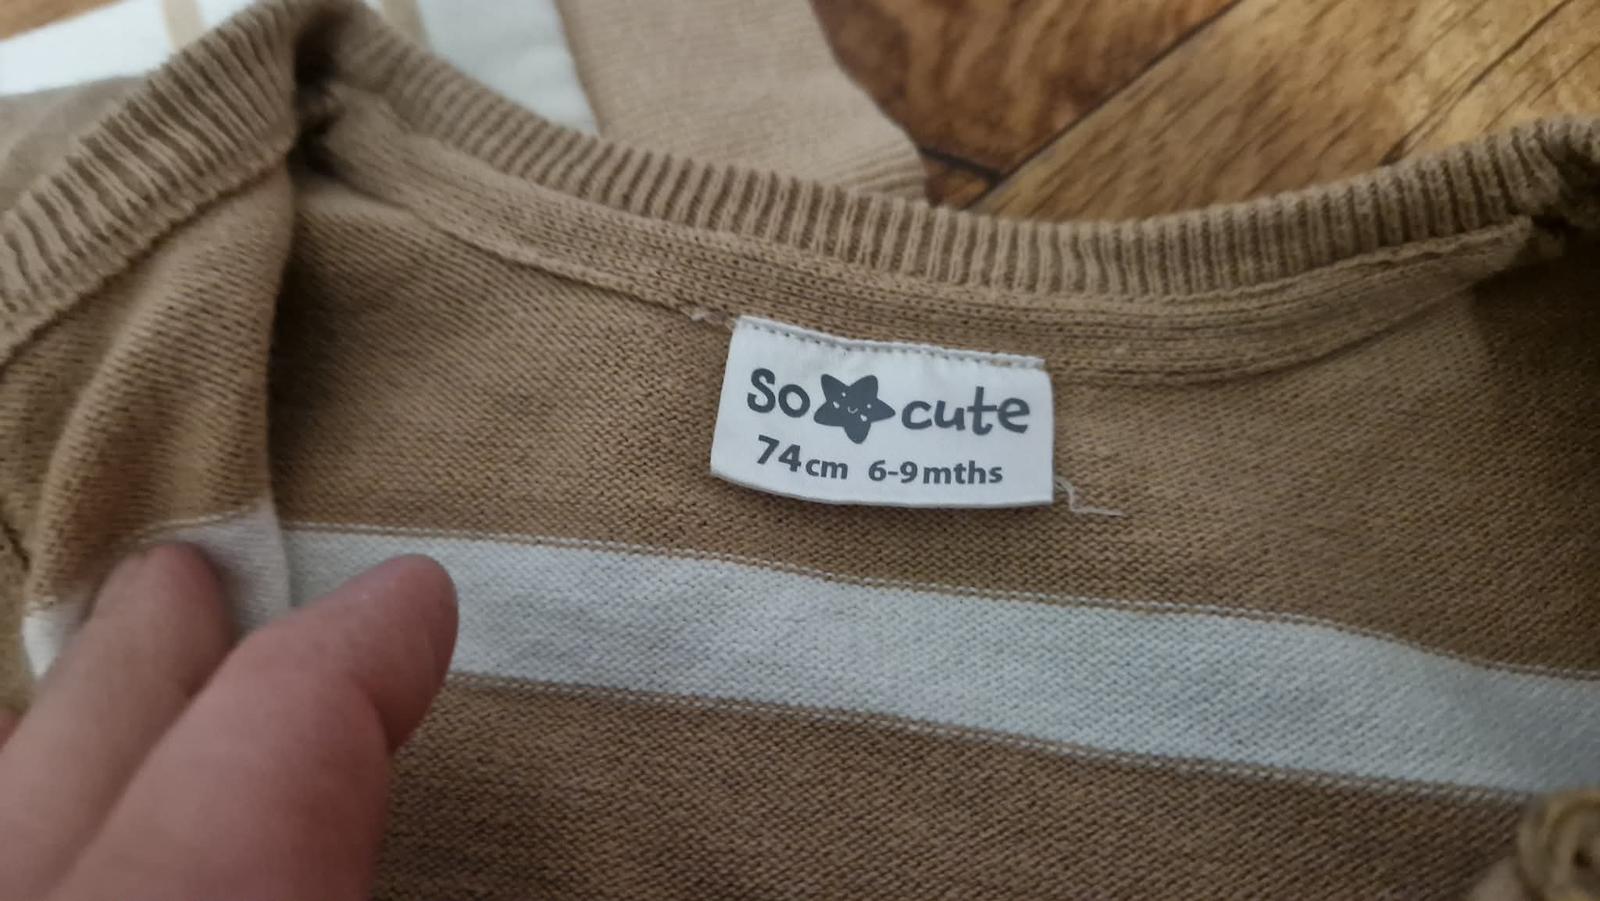 So cute
74cm 6-9mths